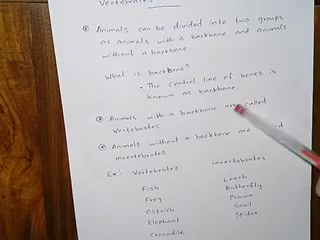 Vertebrates
Animals can be divided into two groups
as animals with a backbone and animals
without a backbone
What is backbone?
• The central line of bones is
known as backbone
Animals with a backbone are called
vertebrates
Animals without a backbone are
invertebrates
Ex:- Vertebrates invertebrates
Fish Leech
Frog Butterfly
Ostrich Prawn
Elephant Snail
Crocodile Spider